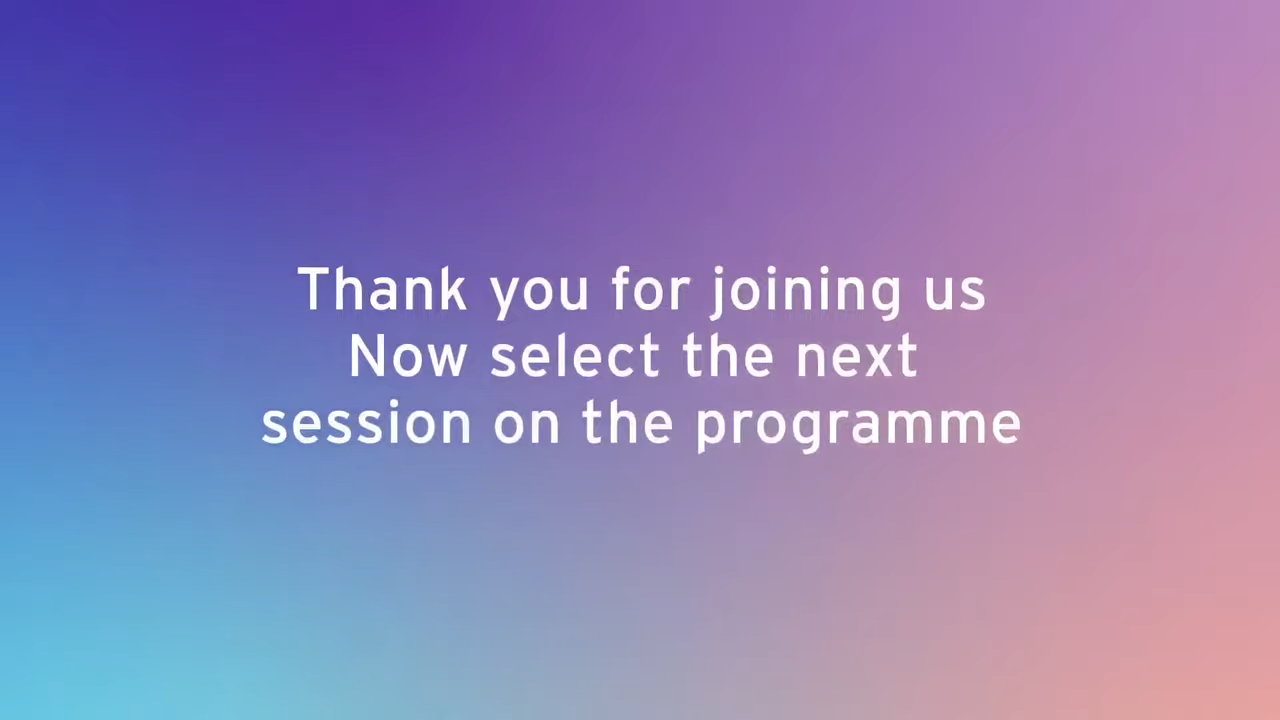 Thank you for joining us
Now select the next
session on the programme